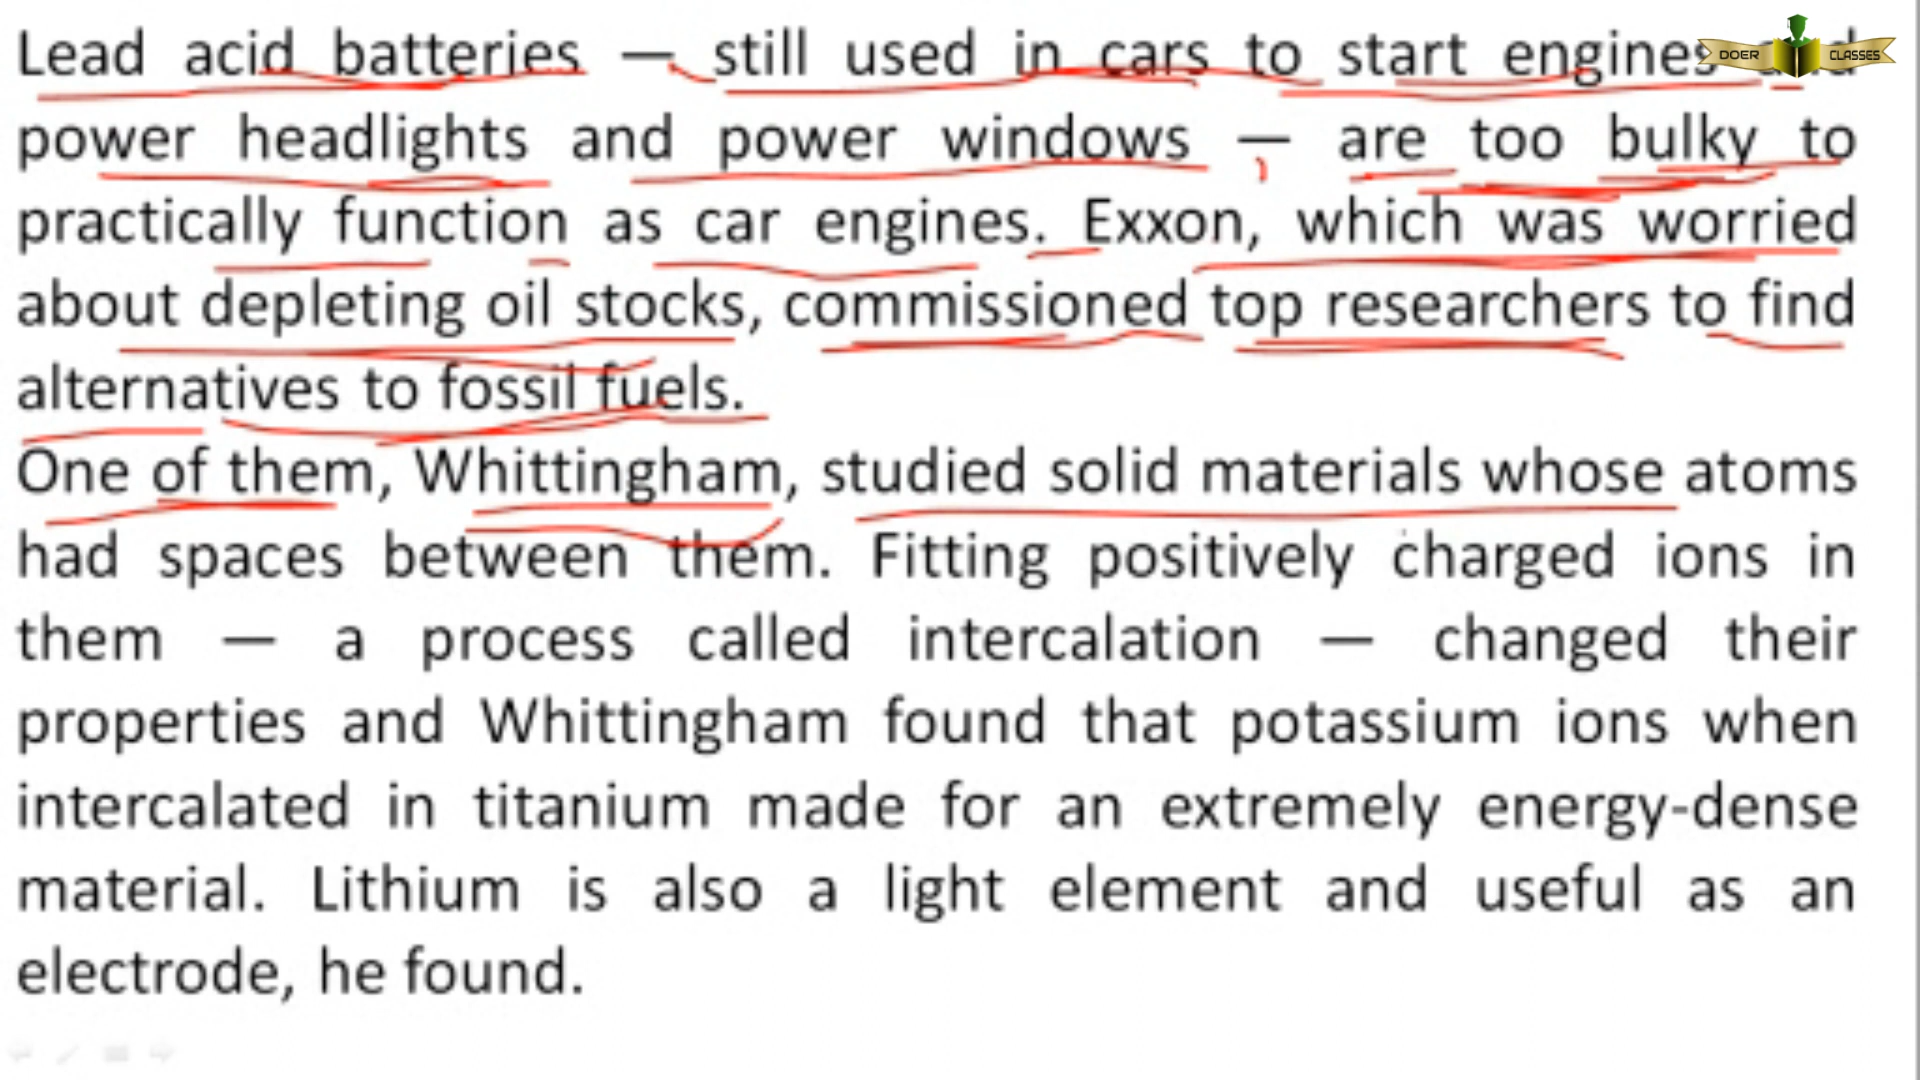 Lead acid batteries — still used in cars to start engines and
power headlights and power windows — are too bulky to
practically function as car engines. Exxon, which was worried
about depleting oil stocks, commissioned top researchers to find
alternatives to fossil fuels.
One of them, Whittingham, studied solid materials whose atoms
had spaces between them. Fitting positively charged ions in
them — a process called intercalation — changed their
properties and Whittingham found that potassium ions when
intercalated in titanium made for an extremely energy-dense
material. Lithium is also a light element and useful as an
electrode, he found.
DOER CLASSES